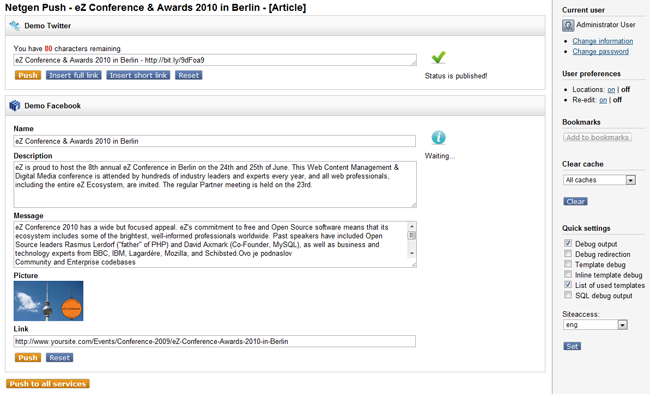 Netgen Push - eZ Conference & Awards 2010 in Berlin - [Article]
Demo Twitter
You have 80 characters remaining.
eZ Conference & Awards 2010 in Berlin - http://bit.ly/9dFoa9
Push Insert full link Insert short link Reset
Status is published!
Demo Facebook
Name
eZ Conference & Awards 2010 in Berlin
Waiting...
Description
eZ is proud to host the 8th annual eZ Conference in Berlin on the 24th and 25th of June. This Web Content Management &
Digital Media conference is attended by hundreds of industry leaders and experts every year, and all web professionals,
including the entire eZ Ecosystem, are invited. The regular Partner meeting is held on the 23rd.
Message
eZ Conference 2010 has a wide but focused appeal. eZ's commitment to free and Open Source software means that its
ecosystem includes some of the brightest, well-informed professionals worldwide. Past speakers have included Open
Source leaders Rasmus Lerdorf ("father" of PHP) and David Axmark (Co-Founder, MySQL), as well as business and
technology experts from BBC, IBM, Lagardère, Mozilla, and Schibsted.Ovo je podnaslov
Community and Enterprise codebases
Picture
Link
http://www.yoursite.com/Events/Conference-2009/eZ-Conference-Awards-2010-in-Berlin
Push Reset
Push to all services
Current user
Administrator User
Change information
Change password
User preferences
Locations: on | off
Re-edit: on | off
Bookmarks
Add to bookmarks
Clear cache
All caches
Clear
Quick settings
Debug output
Debug redirection
Template debug
Inline template debug
List of used templates
SQL debug output
Siteaccess:
eng
Set